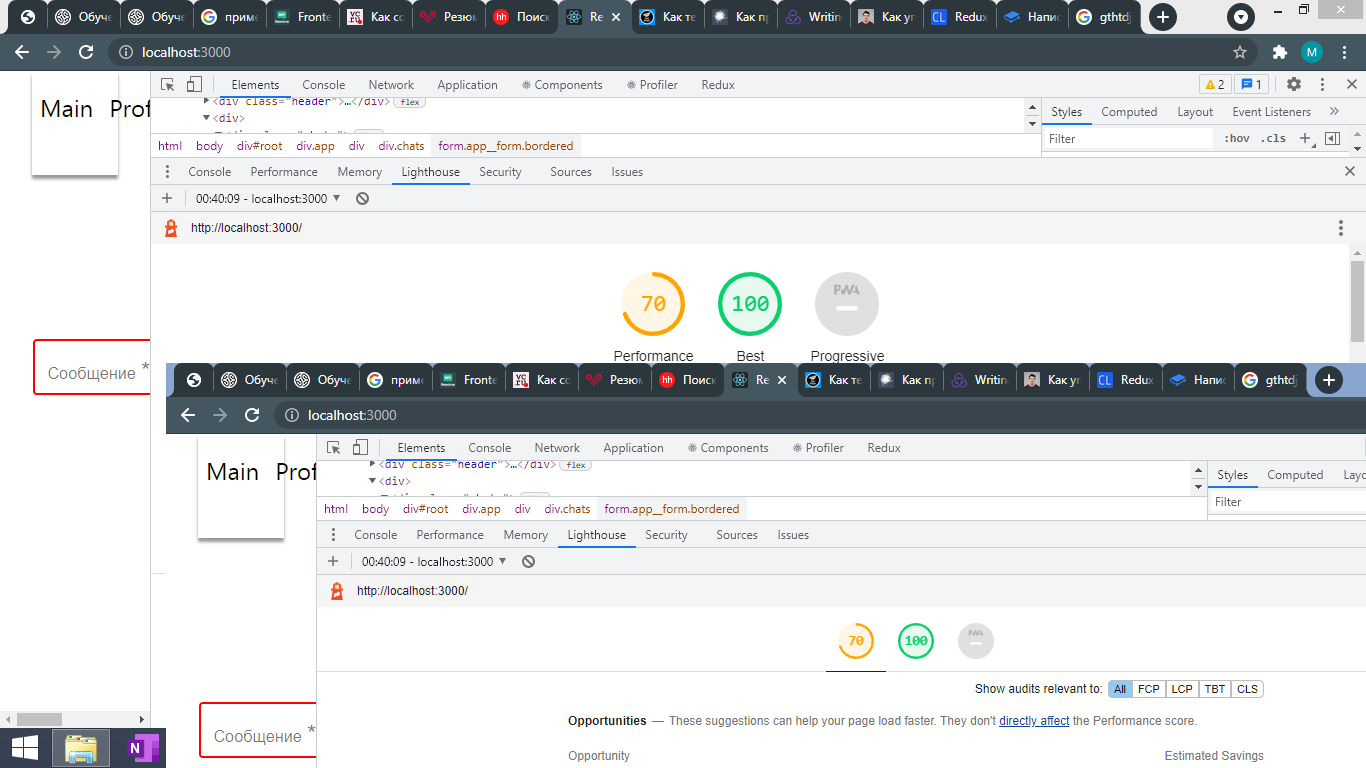 Обуче Обуче приме Fronte Как со Резюм Поиск Re Как те Как пр Writin Как уп Redux Напис gthtd
localhost:3000 M
Elements Console Network Application Components Profiler Redux 2 1
Main Prof
<div class="header">…</div> flex
<div>
Styles Computed Layout Event Listeners »
html body div#root div.app div div.chats form.app__form.bordered
Filter :hov .cls
Console Performance Memory Lighthouse Security Sources Issues
00:40:09 - localhost:3000
http://localhost:3000/
70 100 PWA
Performance Best Progressive
Сообщение *
Обуче Обуче приме Fronte Как со Резюм Поиск Re Как те Как пр Writin Как уп Redux Напис gthtd
localhost:3000
Elements Console Network Application Components Profiler Redux
Main Prof
<div class="header">…</div> flex
<div>
Styles Computed Layo
html body div#root div.app div div.chats form.app__form.bordered
Filter
Console Performance Memory Lighthouse Security Sources Issues
00:40:09 - localhost:3000
http://localhost:3000/
70 100 PWA
Show audits relevant to: All FCP LCP TBT CLS
Opportunities — These suggestions can help your page load faster. They don't directly affect the Performance score.
Сообщение *
Opportunity Estimated Savings